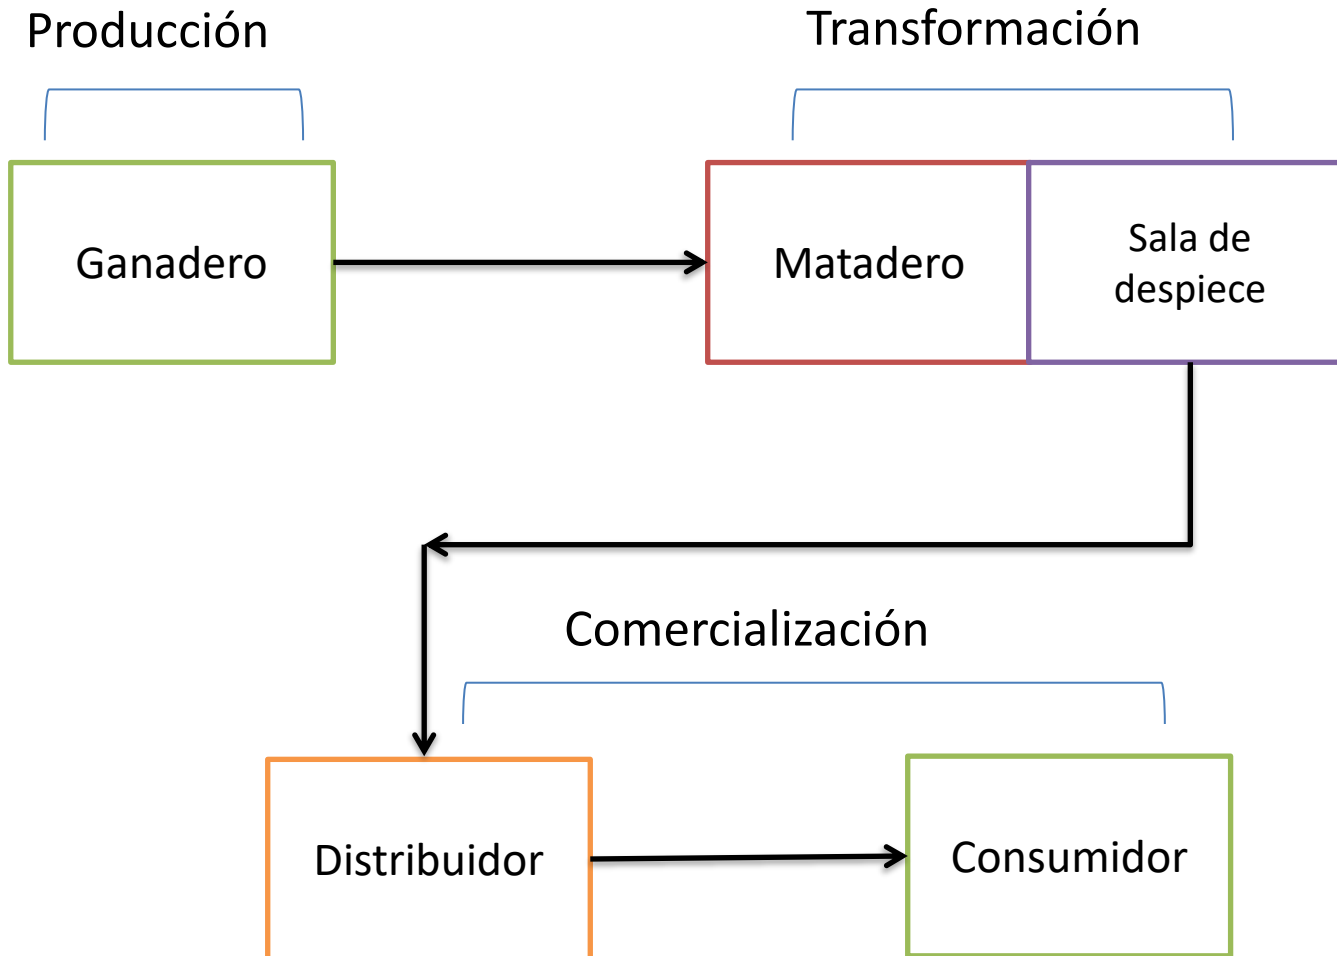 Producción
Transformación
Ganadero
Matadero
Sala de
despiece
Comercialización
Distribuidor
Consumidor